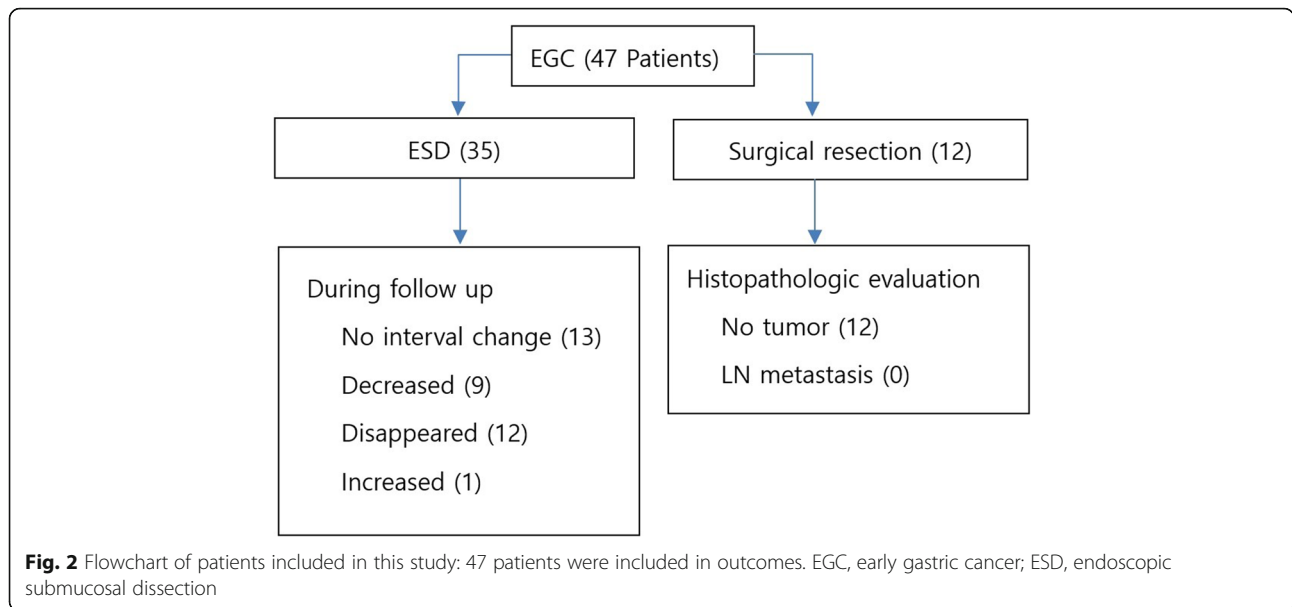 EGC (47 Patients)
ESD (35)
Surgical resection (12)
During follow up
No interval change (13)
Decreased (9)
Disappeared (12)
Increased (1)
Histopathologic evaluation
No tumor (12)
LN metastasis (0)
Fig. 2 Flowchart of patients included in this study: 47 patients were included in outcomes. EGC, early gastric cancer; ESD, endoscopic
submucosal dissection